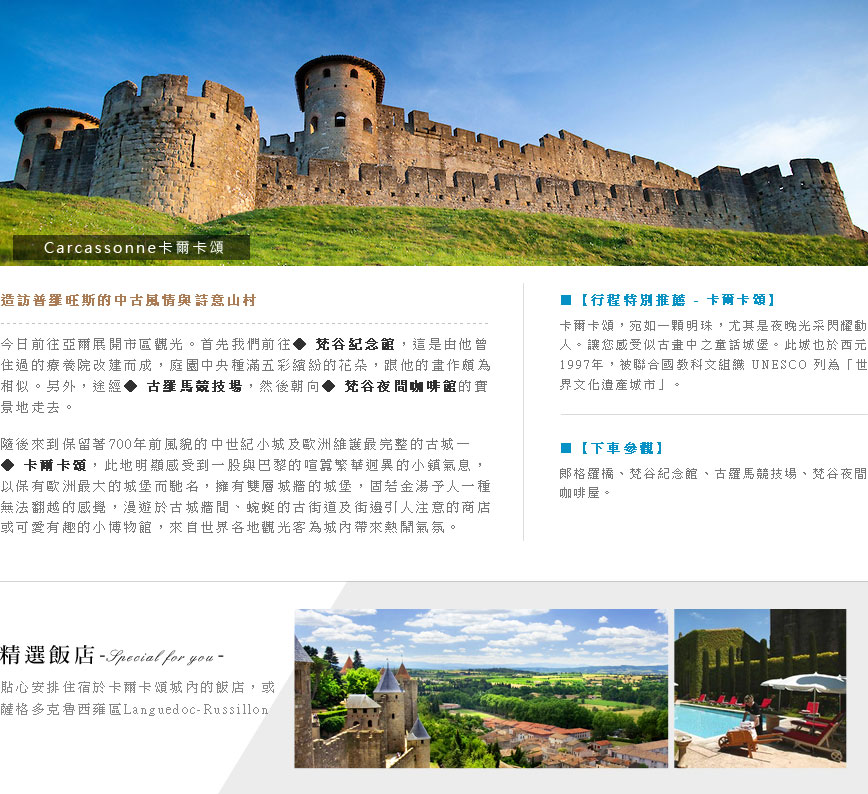 Carcassonne卡爾卡頌
造訪普羅旺斯的中古風情與詩意山村
今日前往亞爾展開市區觀光。首先我們前往◆ 梵谷紀念館，這是由他曾
住過的療養院改建而成，庭園中央種滿五彩繽紛的花朵，跟他的畫作頗為
相似。另外，途經◆ 古羅馬競技場，然後朝向◆ 梵谷夜間咖啡館的實
景地走去。
隨後來到保留著700年前風貌的中世紀小城及歐洲維護最完整的古城一
◆ 卡爾卡頌，此地明顯感受到一股與巴黎的喧囂繁華迥異的小鎮氣息，
以保有歐洲最大的城堡而馳名，擁有雙層城牆的城堡，固若金湯予人一種
無法翻越的感覺，漫遊於古城牆間、蜿蜒的古街道及街邊引人注意的商店
或可愛有趣的小博物館，來自世界各地觀光客為城內帶來熱鬧氣氛。
■【行程特別推薦 - 卡爾卡頌】
卡爾卡頌，宛如一顆明珠，尤其是夜晚光采閃耀動
人。讓您感受似古畫中之童話城堡。此城也於西元
1997年，被聯合國教科文組織 UNESCO 列為「世
界文化遺產城市」。
■【下車參觀】
郎格羅橋、梵谷紀念館、古羅馬競技場、梵谷夜間
咖啡屋。
精選飯店-Special for you-
貼心安排住宿於卡爾卡頌城內的飯店，或
薩格多克魯西雍區Languedoc-Russillon